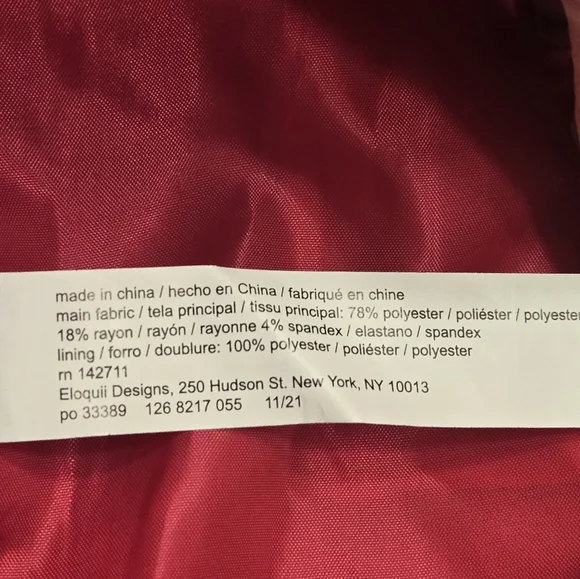 made in china / hecho en China / fabriqué en chine
main fabric / tela principal / tissu principal: 78% polyester / poliéster / polyester
18% rayon / rayón / rayonne 4% spandex / elastano / spandex
lining / forro / doublure: 100% polyester / poliéster / polyester
rn 142711
Eloquii Designs, 250 Hudson St. New York, NY 10013
po 33389 126 8217 055 11/21